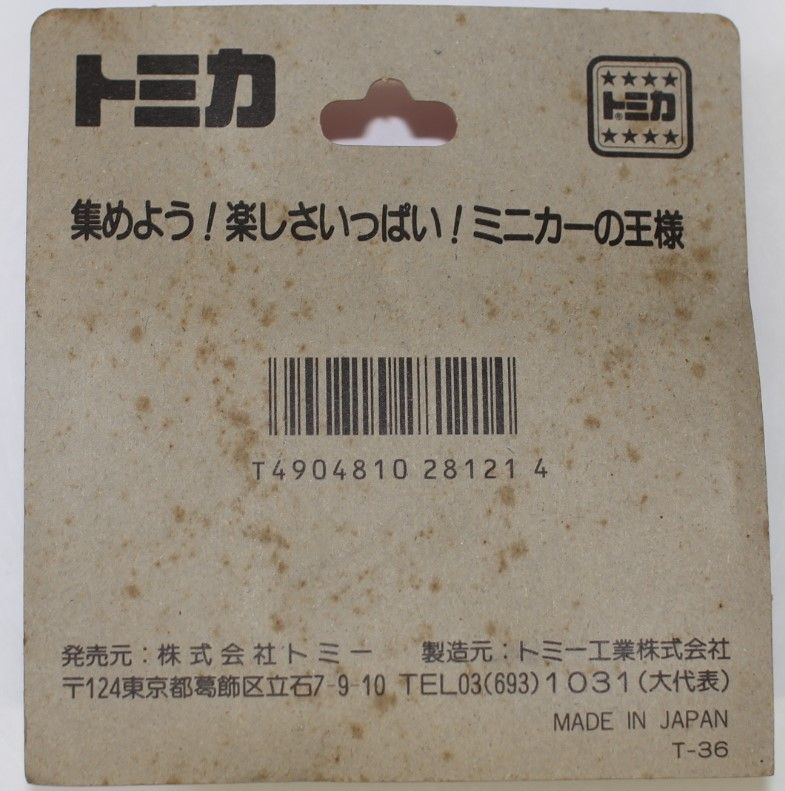 トミカ
★★★★
トミカ
®
★★★★
集めよう！楽しさいっぱい！ミニカーの王様
T4904810 28121 4
発売元：株式会社トミー　製造元：トミー工業株式会社
〒124東京都葛飾区立石7-9-10 TEL03(693)1031(大代表)
MADE IN JAPAN
T-36